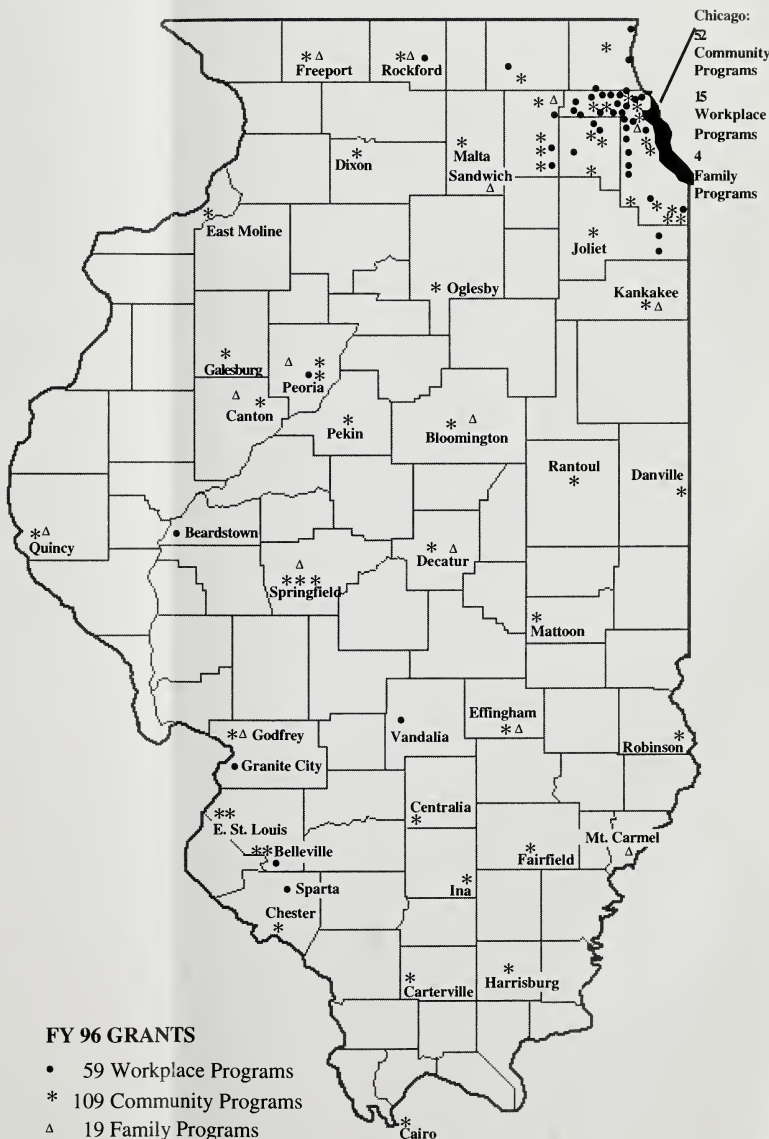 Chicago:
52
Community
Programs
15
Workplace
Programs
4
Family
Programs
* △
Freeport
* △ •
Rockford
Dixon
Malta
Sandwich
East Moline
Oglesby
Joliet
Kankakee
* △
Galesburg
Peoria
Canton
Pekin
Bloomington
Rantoul
Danville
* △
Quincy
• Beardstown
Decatur
* * *
Springfield
Mattoon
Effingham
* △
Vandalia
Robinson
* △ Godfrey
• Granite City
Centralia
**
E. St. Louis
** Belleville
Mt. Carmel
Fairfield
Ina
• Sparta
Chester
Harrisburg
Carterville
FY 96 GRANTS
• 59 Workplace Programs
* 109 Community Programs
△ 19 Family Programs
Cairo